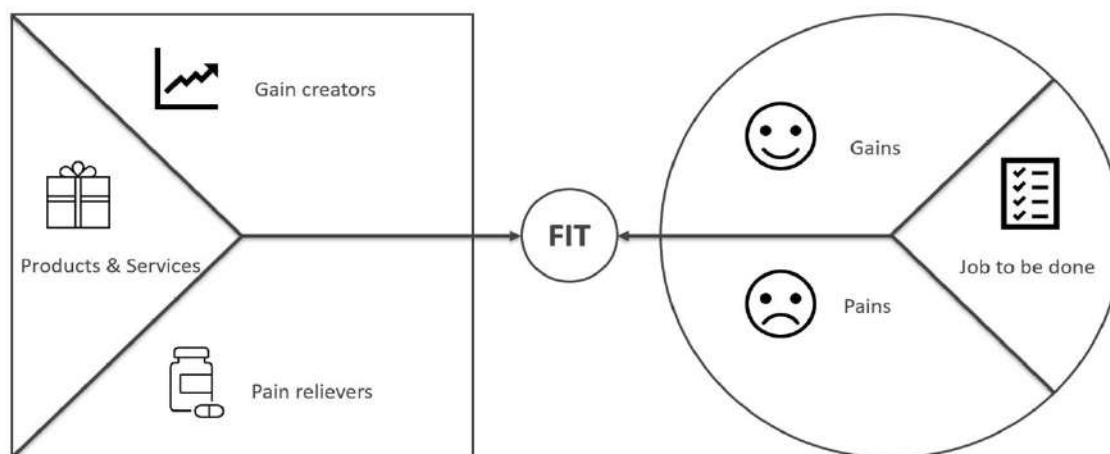 Gain creators
Products & Services
Pain relievers
FIT
Gains
Job to be done
Pains